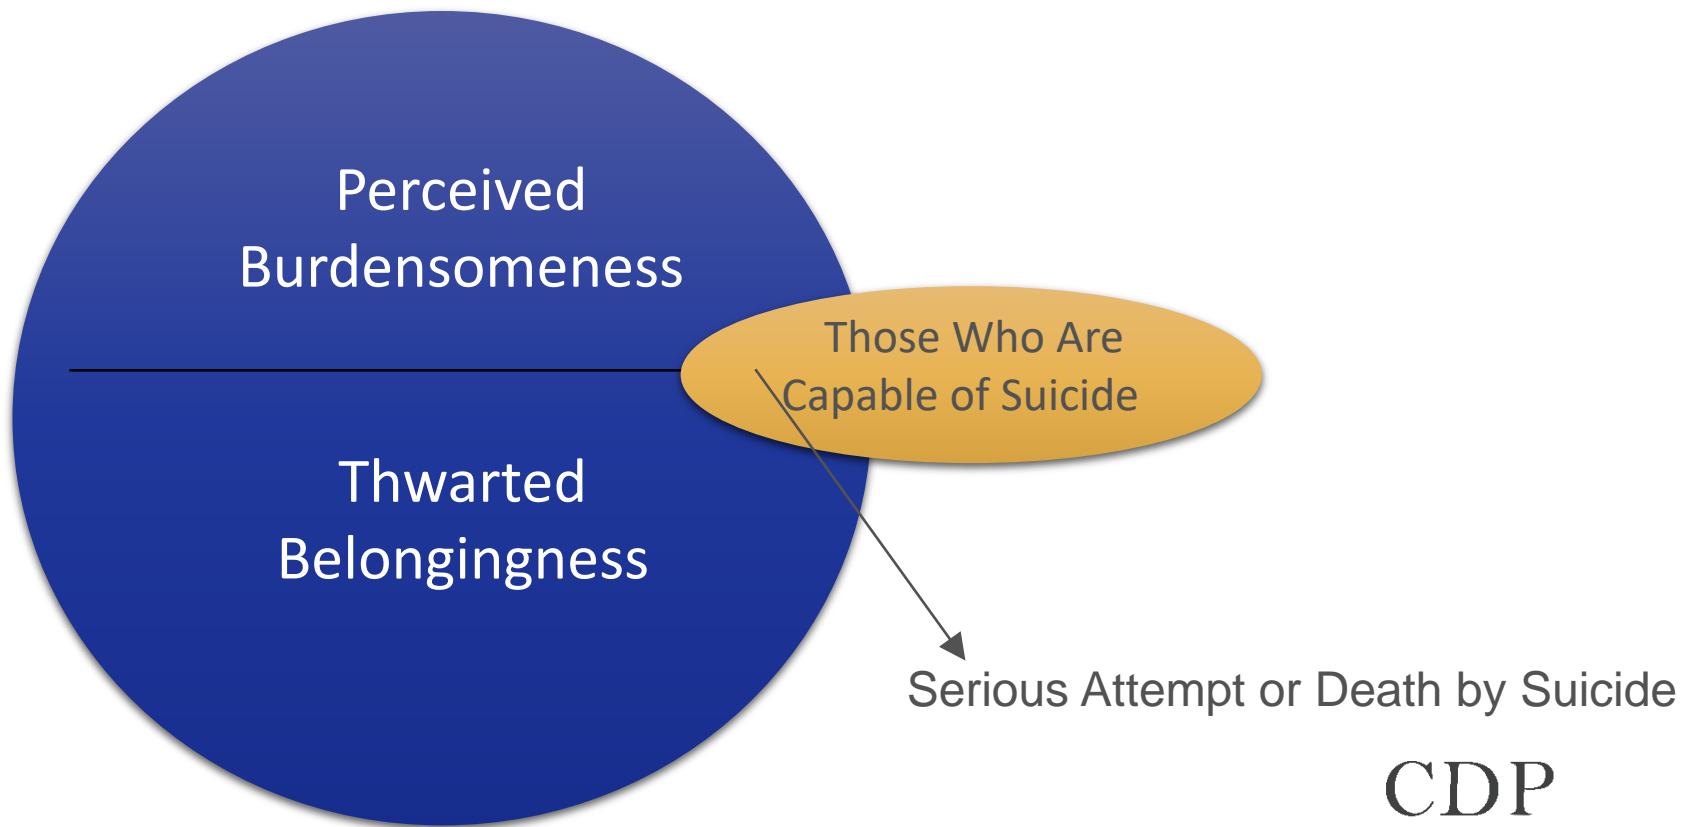 Perceived
Burdensomeness
Those Who Are
Capable of Suicide
Thwarted
Belongingness
Serious Attempt or Death by Suicide
CDP